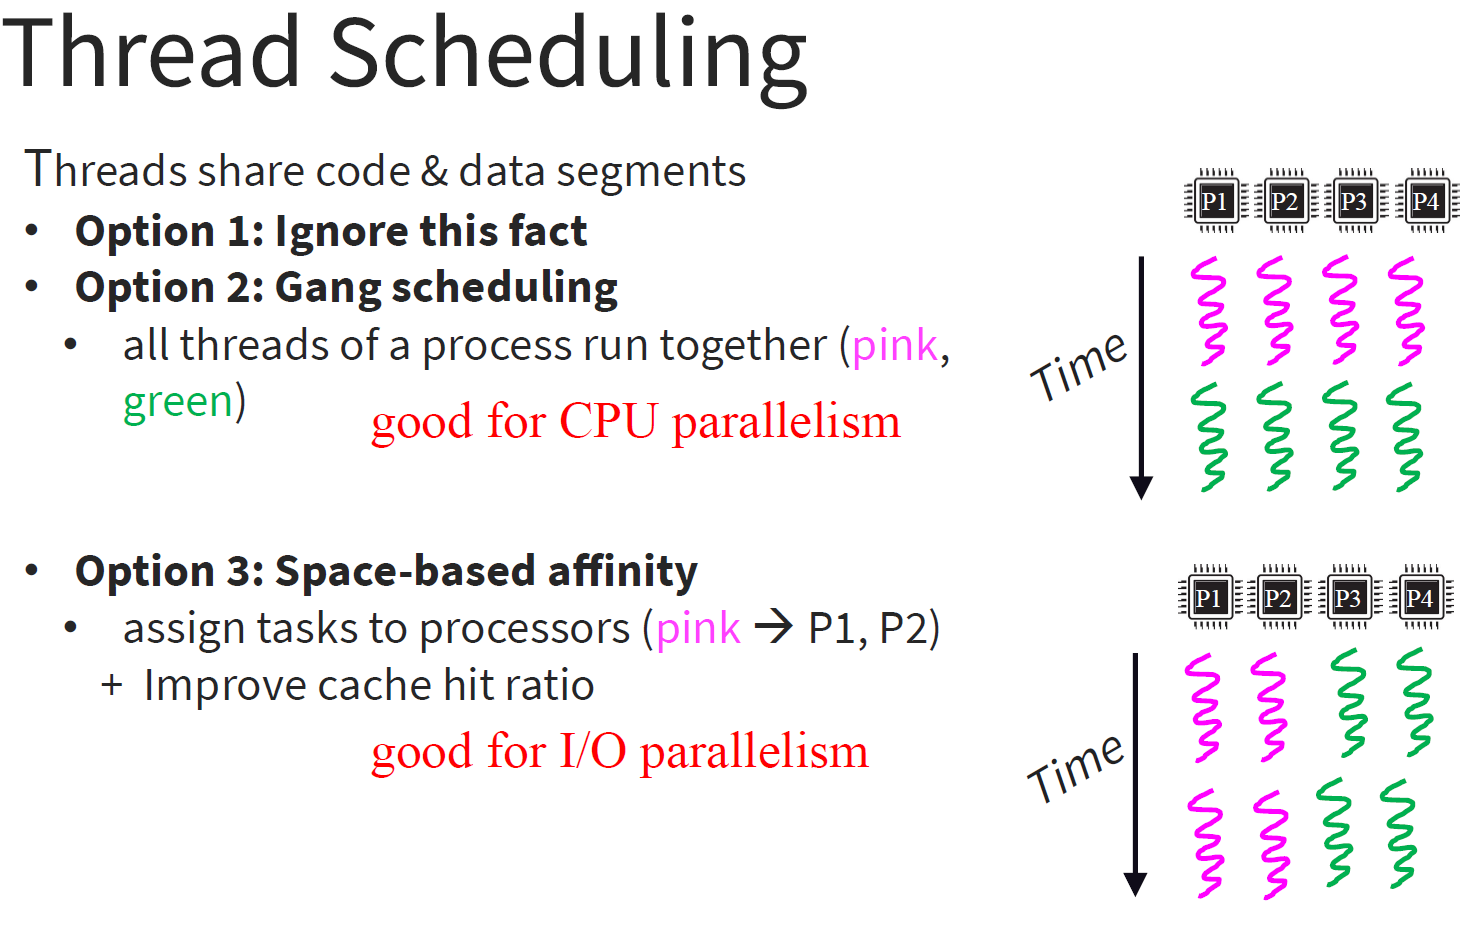 Thread Scheduling
Threads share code & data segments
• Option 1: Ignore this fact
• Option 2: Gang scheduling
• all threads of a process run together (pink,
green)
good for CPU parallelism
P1 P2 P3 P4
Time
• Option 3: Space-based affinity
• assign tasks to processors (pink → P1, P2)
+ Improve cache hit ratio
good for I/O parallelism
P1 P2 P3 P4
Time